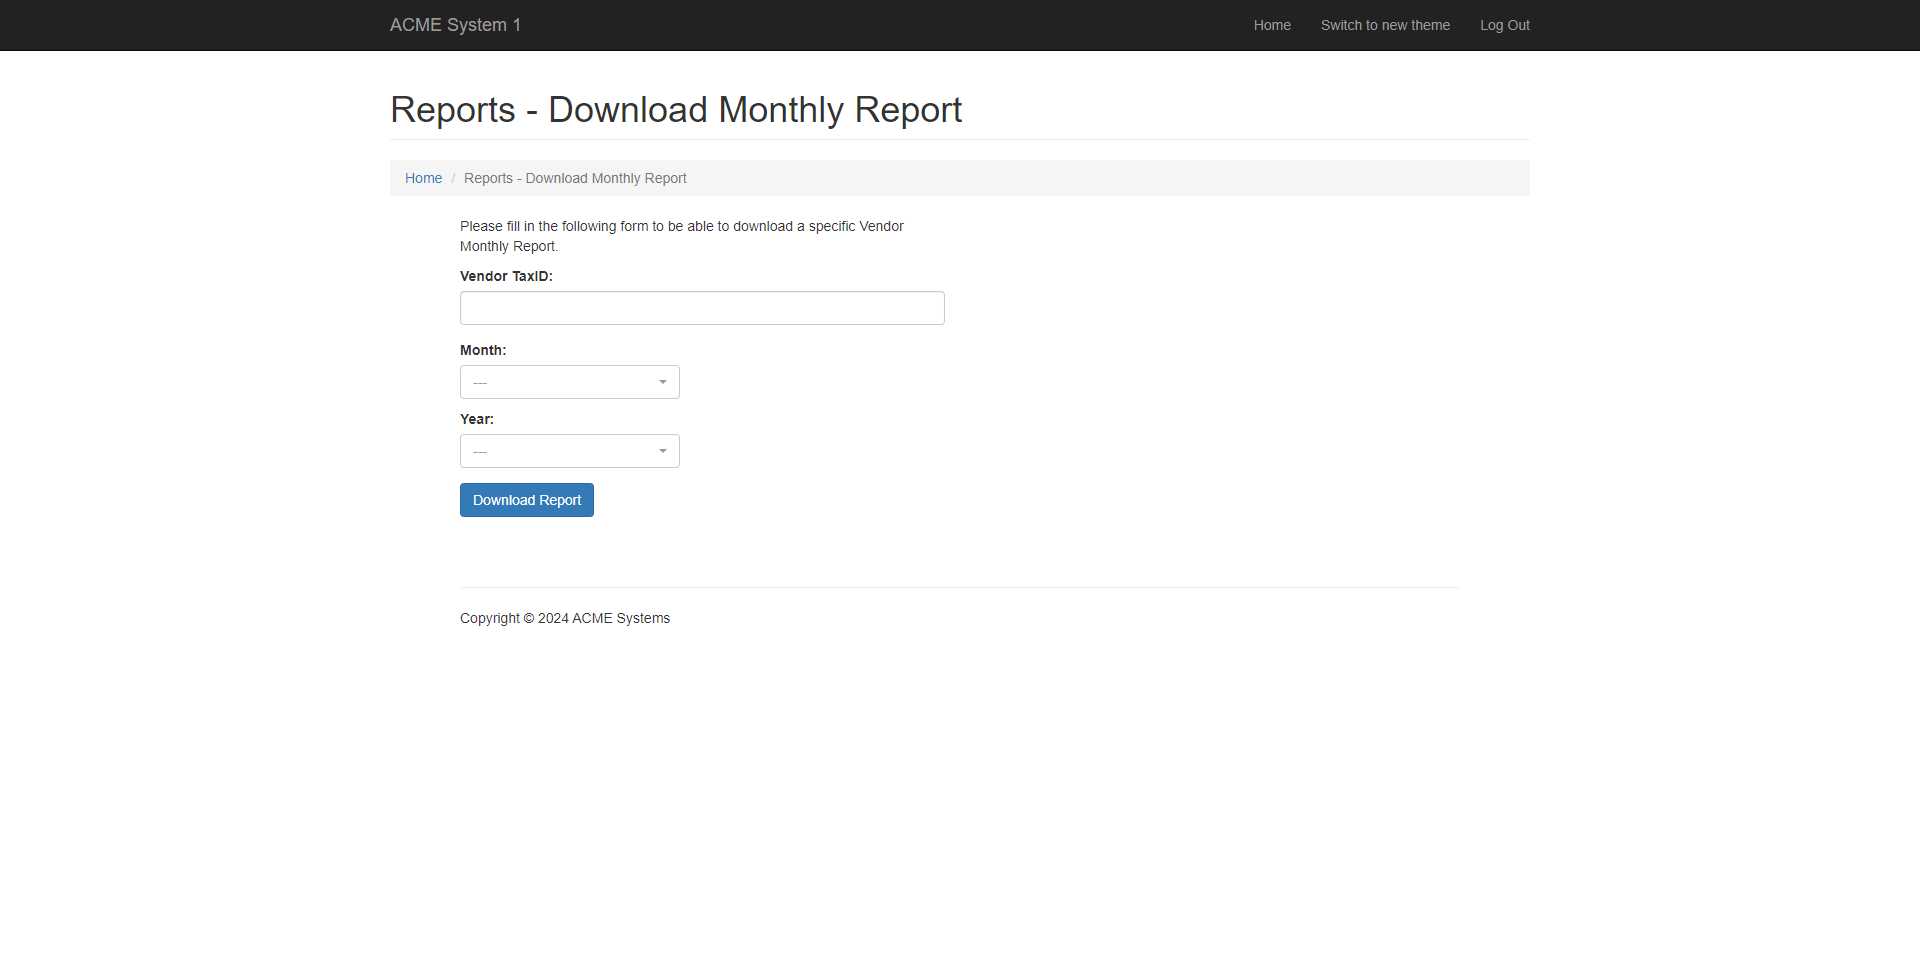 ACME System 1
Home
Switch to new theme
Log Out
Reports - Download Monthly Report
Home / Reports - Download Monthly Report
Please fill in the following form to be able to download a specific Vendor
Monthly Report.
Vendor TaxID:
Month:
---
Year:
---
Download Report
Copyright © 2024 ACME Systems